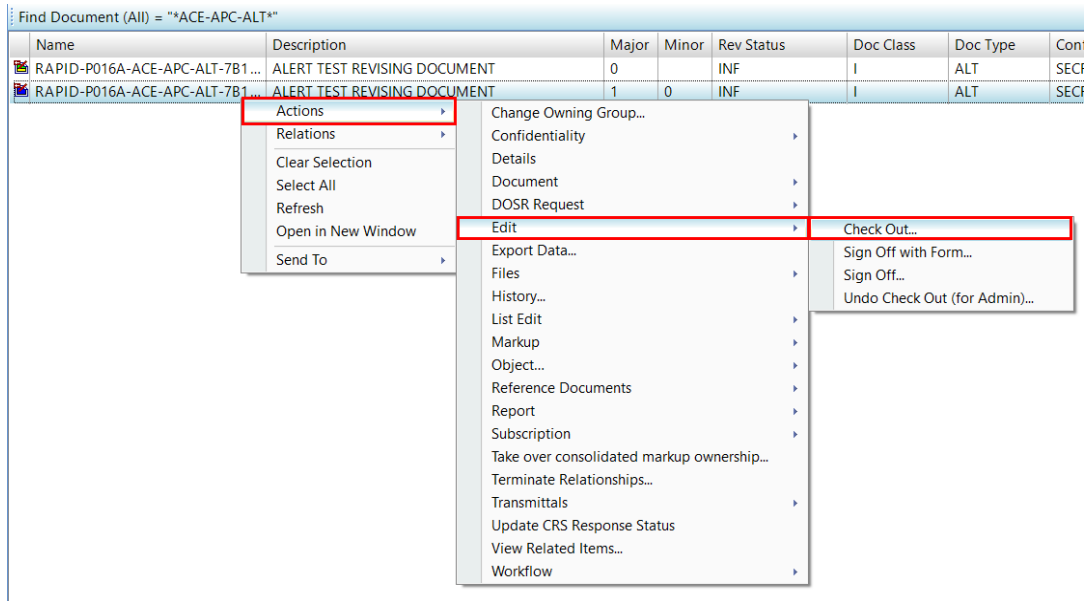 Find Document (All) = "*ACE-APC-ALT*"
Name Description Major Minor Rev Status Doc Class Doc Type Conf
RAPID-P016A-ACE-APC-ALT-7B1... ALERT TEST REVISING DOCUMENT 0 INF I ALT SECR
RAPID-P016A-ACE-APC-ALT-7B1... ALERT TEST REVISING DOCUMENT 1 0 INF I ALT SECR
Actions
Relations
Clear Selection
Select All
Refresh
Open in New Window
Send To
Change Owning Group...
Confidentiality
Details
Document
DOSR Request
Edit
Export Data...
Files
History...
List Edit
Markup
Object...
Reference Documents
Report
Subscription
Take over consolidated markup ownership...
Terminate Relationships...
Transmittals
Update CRS Response Status
View Related Items...
Workflow
Check Out...
Sign Off with Form...
Sign Off...
Undo Check Out (for Admin)...